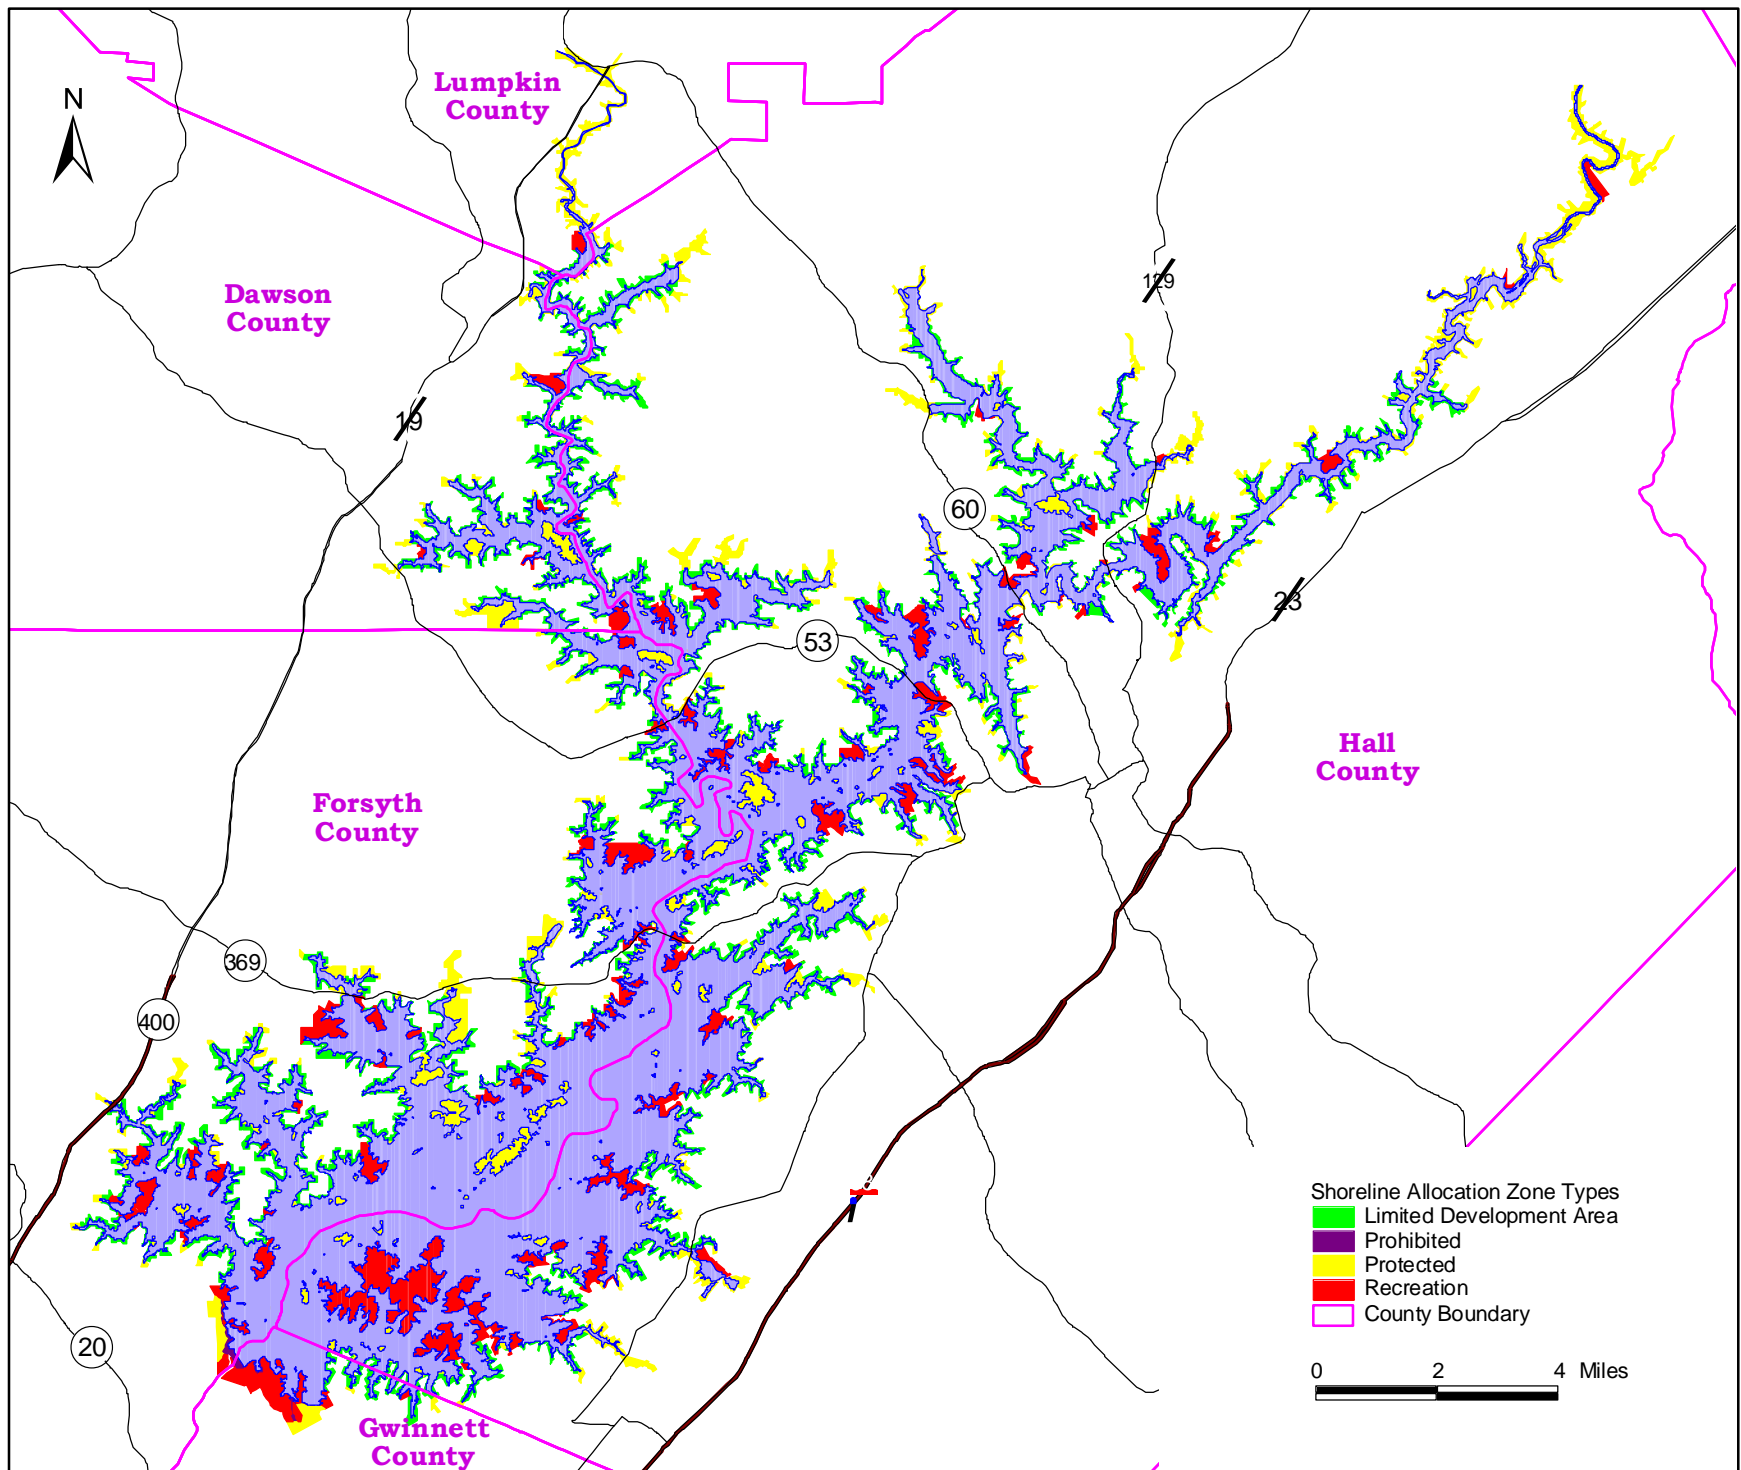 Lumpkin
County
N
129
Dawson
County
19
60
23
53
Hall
County
Forsyth
County
369
400
Shoreline Allocation Zone Types
Limited Development Area
Prohibited
Protected
Recreation
County Boundary
20
0 2 4 Miles
Gwinnett
County